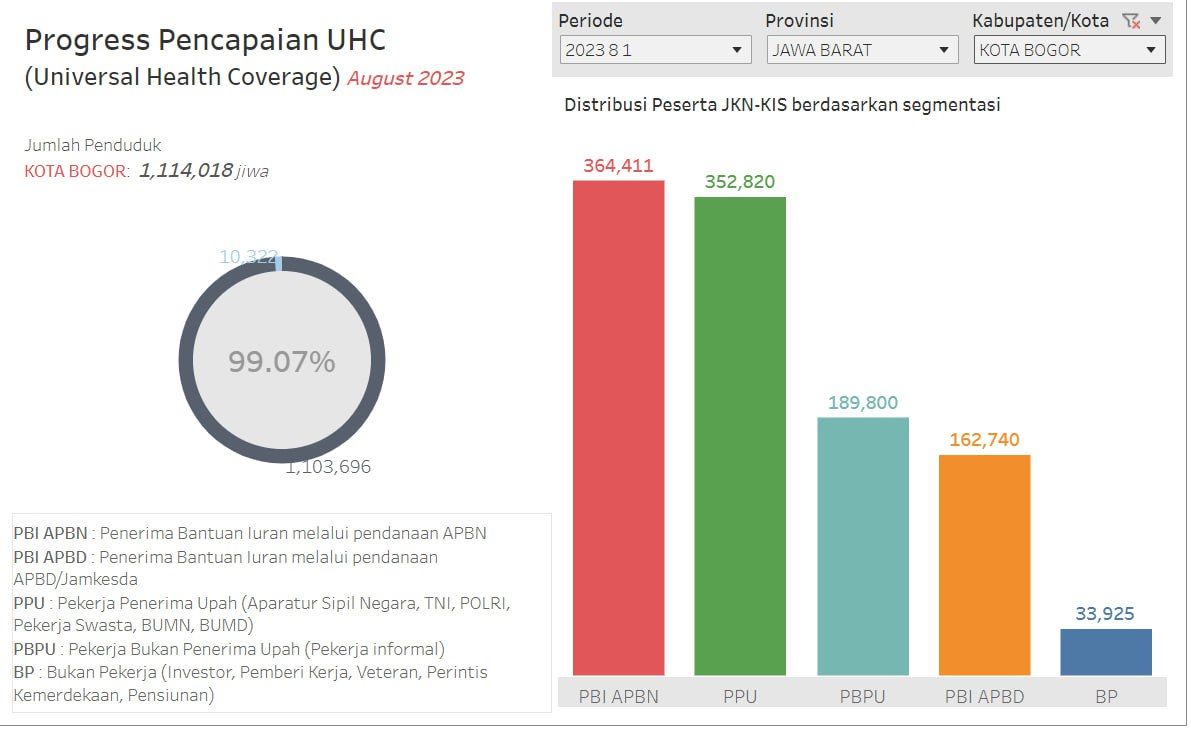 Progress Pencapaian UHC
(Universal Health Coverage) August 2023
Jumlah Penduduk
KOTA BOGOR: 1,114,018 jiwa
10,322
99.07%
1,103,696
PBI APBN : Penerima Bantuan Iuran melalui pendanaan APBN
PBI APBD : Penerima Bantuan Iuran melalui pendanaan
APBD/Jamkesda
PPU : Pekerja Penerima Upah (Aparatur Sipil Negara, TNI, POLRI,
Pekerja Swasta, BUMN, BUMD)
PBPU : Pekerja Bukan Penerima Upah (Pekerja informal)
BP : Bukan Pekerja (Investor, Pemberi Kerja, Veteran, Perintis
Kemerdekaan, Pensiunan)
Periode Provinsi Kabupaten/Kota
2023 8 1 JAWA BARAT KOTA BOGOR
Distribusi Peserta JKN-KIS berdasarkan segmentasi
364,411
352,820
189,800
162,740
33,925
PBI APBN PPU PBPU PBI APBD BP